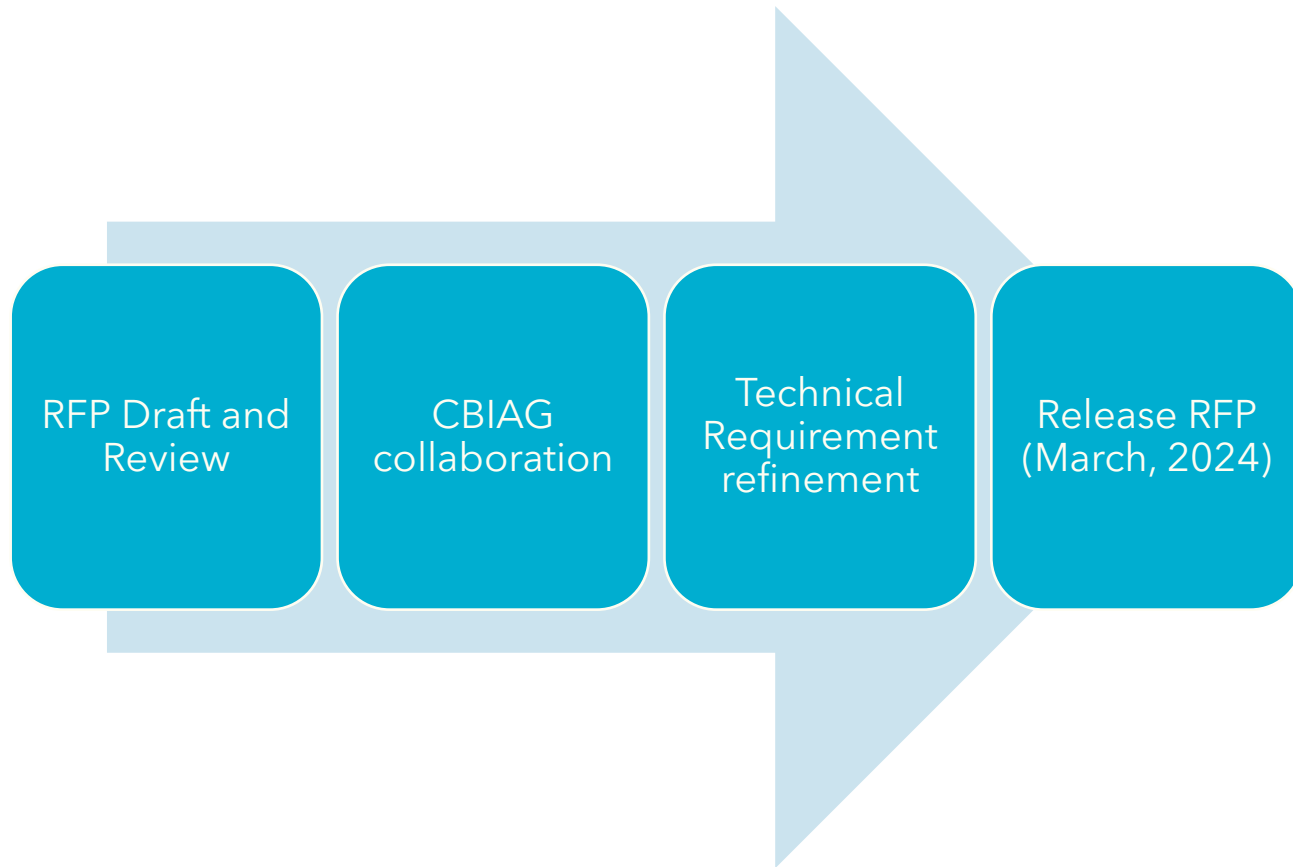 RFP Draft and
Review
CBIAG
collaboration
Technical
Requirement
refinement
Release RFP
(March, 2024)